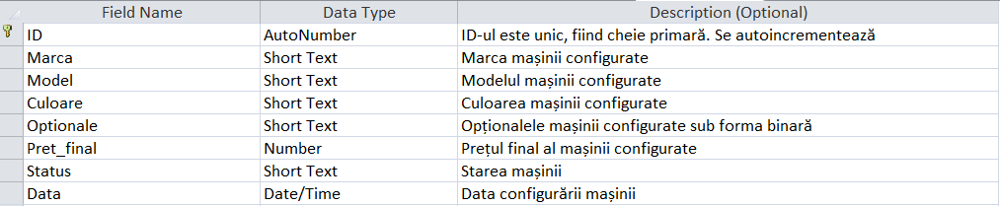 Field Name Data Type Description (Optional)
ID AutoNumber ID-ul este unic, fiind cheie primară. Se autoincrementează
Marca Short Text Marca mașinii configurate
Model Short Text Modelul mașinii configurate
Culoare Short Text Culoarea mașinii configurate
Optionale Short Text Opționalele mașinii configurate sub forma binară
Pret_final Number Prețul final al mașinii configurate
Status Short Text Starea mașinii
Data Date/Time Data configurării mașinii